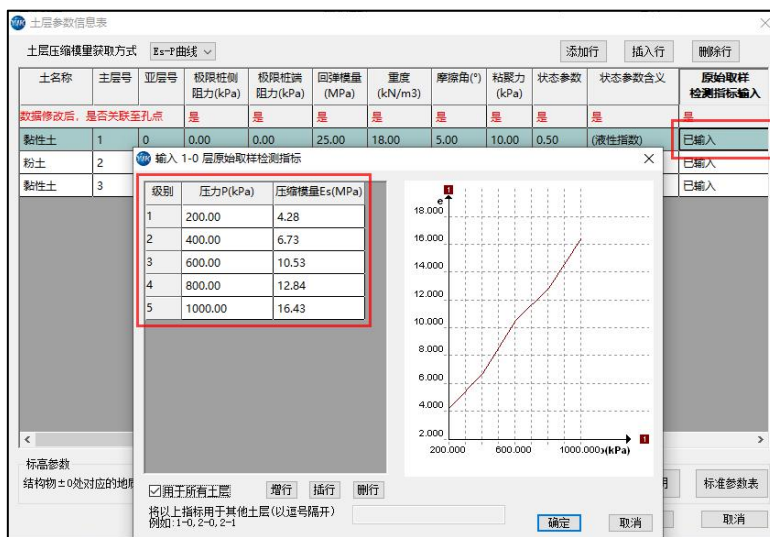 YJK 土层参数信息表
土层压缩模量获取方式 Es-P曲线 添加行 插入行 删除行
土名称 主层号 亚层号 极限桩侧阻力(kPa) 极限桩端阻力(kPa) 回弹模量(MPa) 重度(kN/m3) 摩擦角(°) 粘聚力(kPa) 状态参数 状态参数含义 原始取样检测指标输入
数据修改后，是否关联至孔点 是 是 是 是 是 是 是 是 是
黏性土 1 0 0.00 0.00 25.00 18.00 5.00 10.00 0.50 (液性指数) 已输入
粉土 2 已输入
黏性土 3 已输入
输入 1-0 层原始取样检测指标
级别 压力P(kPa) 压缩模量Es(MPa)
1 200.00 4.28
2 400.00 6.73
3 600.00 10.53
4 800.00 12.84
5 1000.00 16.43
1
e
18.000
16.000
14.000
12.000
10.000
8.000
6.000
4.000
2.000
200.000 600.000 1000.000 (kPa) 1
标高参数
结构物±0处对应的地 标准参数表
用于所有土层 增行 插行 删行
将以上指标用于其他土层(以逗号隔开)
例如:1-0,2-0,2-1
确定 取消 取消